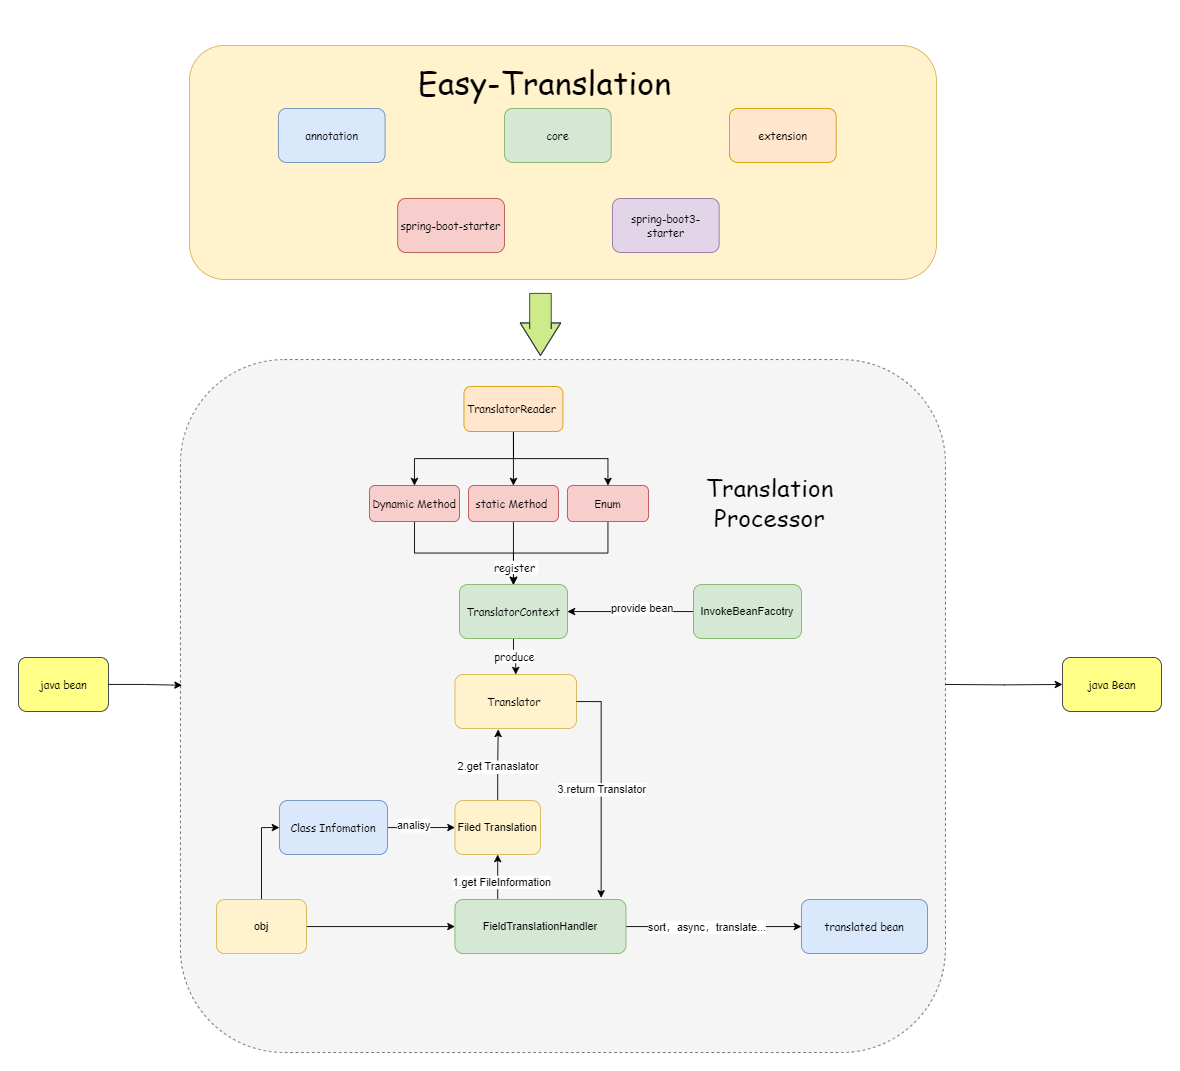 Easy-Translation
annotation
core
extension
spring-boot-starter
spring-boot3-
starter
TranslatorReader
Dynamic Method
static Method
Enum
Translation
Processor
register
TranslatorContext
provide bean
InvokeBeanFacotry
produce
java bean
Translator
java Bean
2.get Tranaslator
3.return Translator
Class Infomation
analisy
Filed Translation
1.get FileInformation
obj
FieldTranslationHandler
sort，async，translate...
translated bean